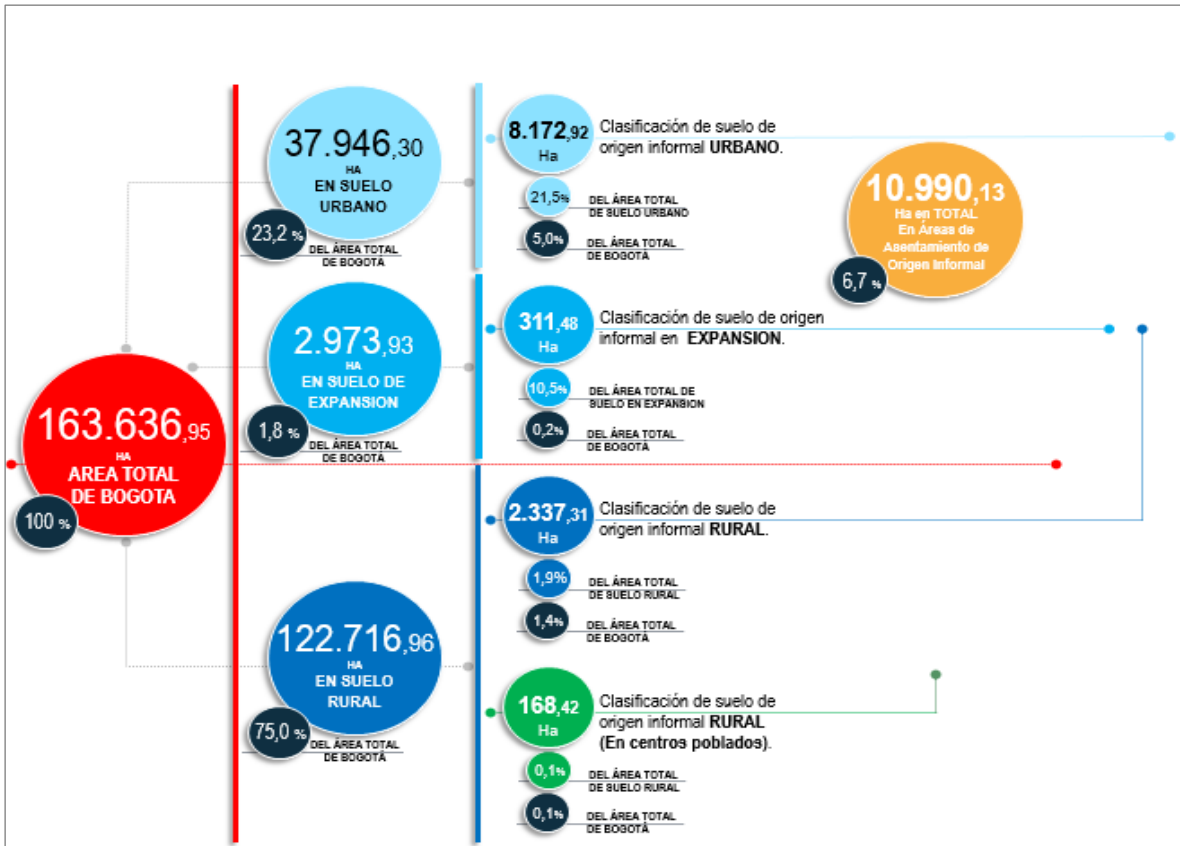 163.636,95
HA
AREA TOTAL
DE BOGOTA
100 %
37.946,30
HA
EN SUELO
URBANO
23,2 %
DEL ÁREA TOTAL
DE BOGOTÁ
2.973,93
HA
EN SUELO DE
EXPANSION
1,8 %
DEL ÁREA TOTAL
DE BOGOTÁ
122.716,96
HA
EN SUELO
RURAL
75,0 %
DEL ÁREA TOTAL
DE BOGOTÁ
8.172,92
Ha
Clasificación de suelo de
origen informal URBANO.
21,5%
DEL ÁREA TOTAL
DE SUELO URBANO
5,0%
DEL ÁREA TOTAL
DE BOGOTÁ
311,48
Ha
Clasificación de suelo de origen
informal en EXPANSION.
10,5%
DEL ÁREA TOTAL DE
SUELO EN EXPANSION
0,2%
DEL ÁREA TOTAL
DE BOGOTÁ
2.337,31
Ha
Clasificación de suelo de
origen informal RURAL.
1,9%
DEL ÁREA TOTAL
DE SUELO RURAL
1,4%
DEL ÁREA TOTAL
DE BOGOTÁ
168,42
Ha
Clasificación de suelo de
origen informal RURAL
(En centros poblados).
0,1%
DEL ÁREA TOTAL
DE SUELO RURAL
0,1%
DEL ÁREA TOTAL
DE BOGOTÁ
10.990,13
Ha en TOTAL
En Áreas de
Asentamiento de
Origen Informal
6,7 %